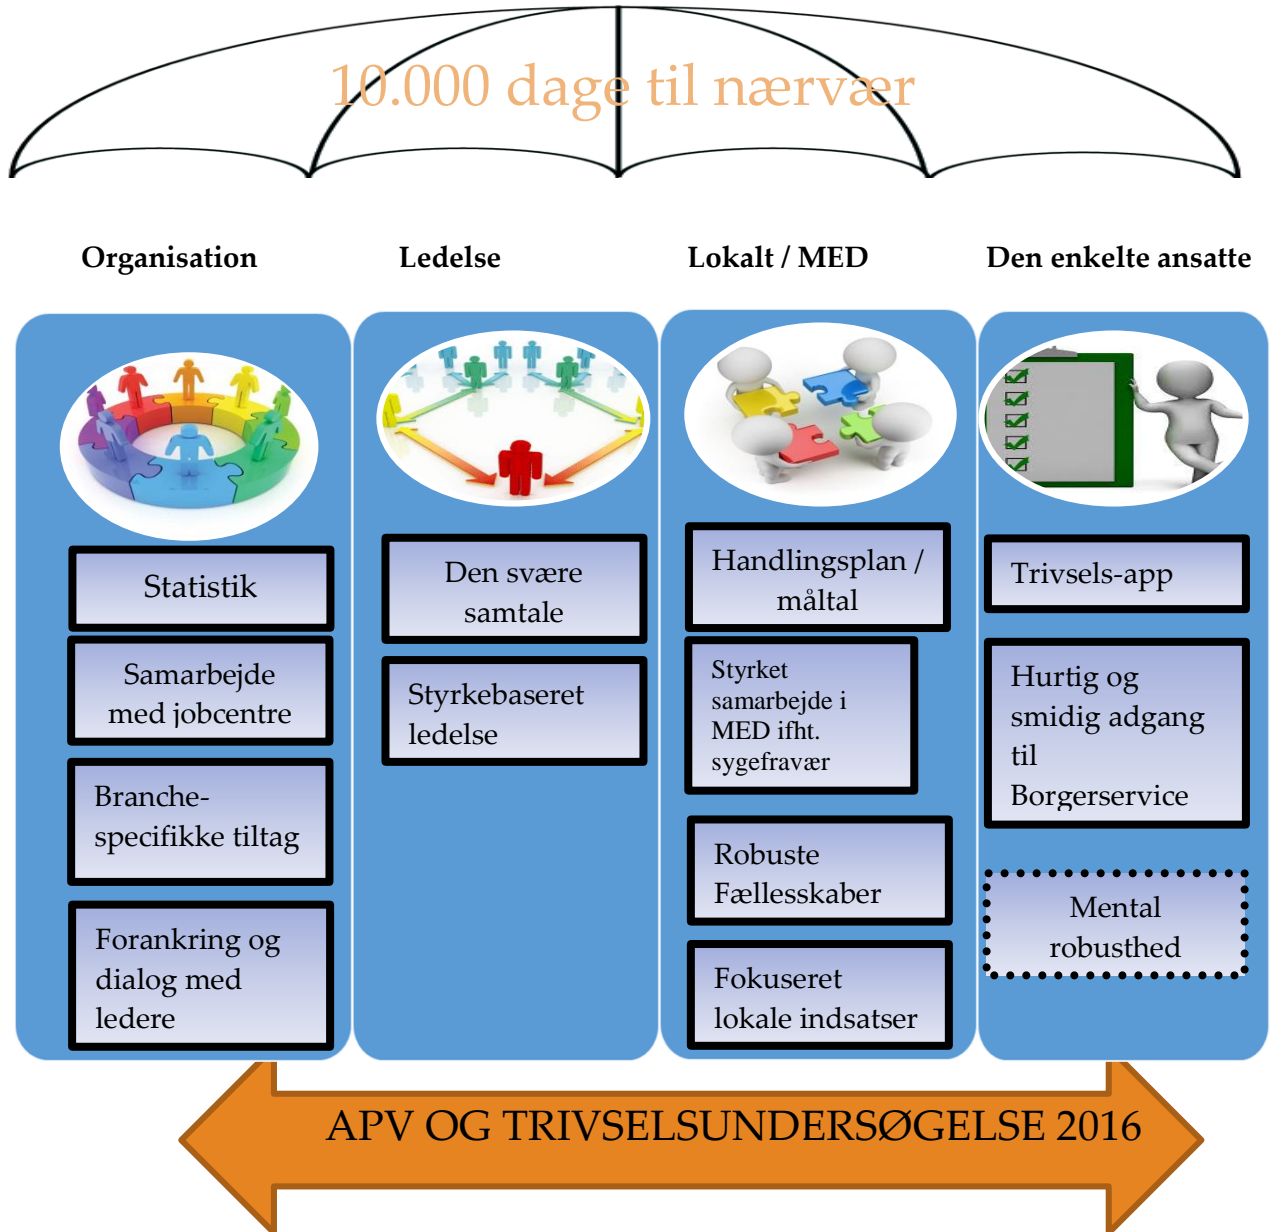 10.000 dage til nærvær
Organisation
Ledelse
Lokalt / MED
Den enkelte ansatte
Statistik
Samarbejde
med jobcentre
Branche-
specifikke tiltag
Forankring og
dialog med
ledere
Den svære
samtale
Styrkebaseret
ledelse
Handlingsplan /
måltal
Styrket
samarbejde i
MED ifht.
sygefravær
Robuste
Fællesskaber
Fokuseret
lokale indsatser
Trivsels-app
Hurtig og
smidig adgang
til
Borgerservice
Mental
robusthed
APV OG TRIVSELSUNDERSØGELSE 2016